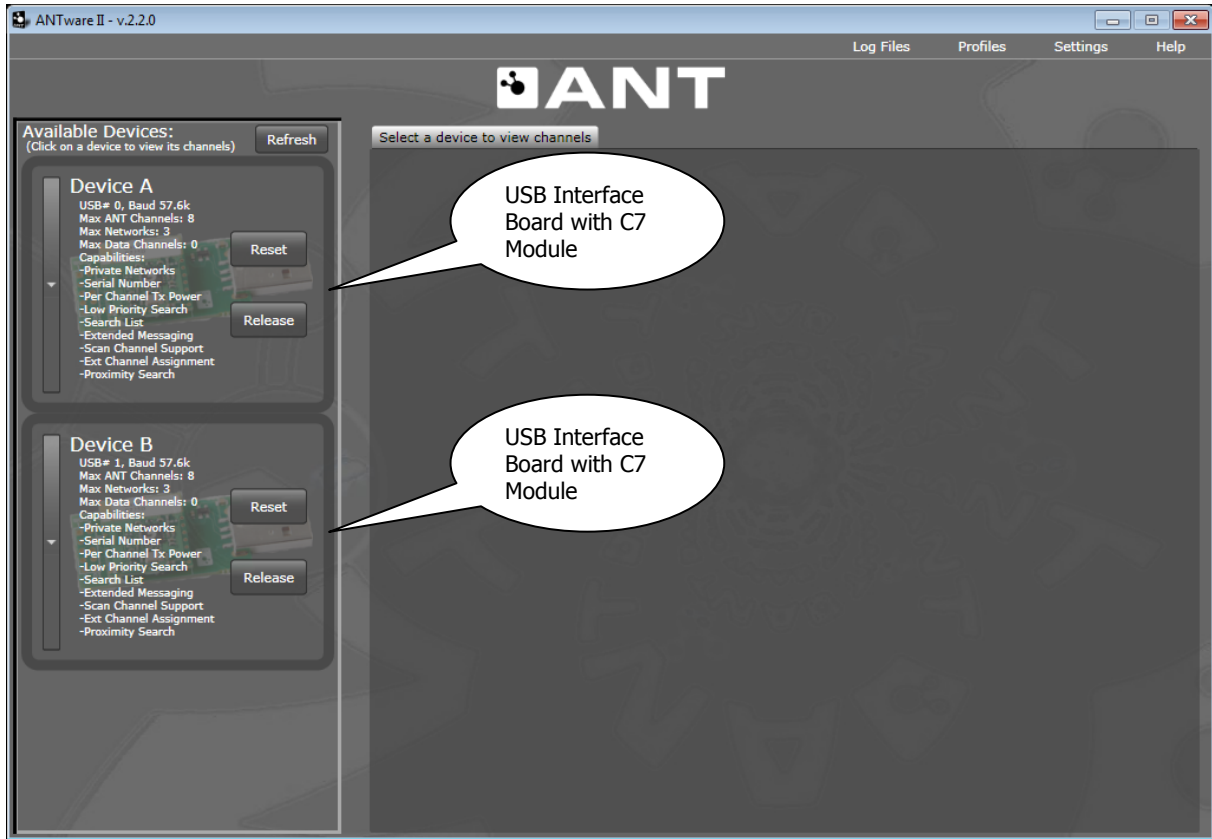 ANTware II - v.2.2.0
Log Files Profiles Settings Help
ANT
Available Devices:
(Click on a device to view its channels)
Refresh
Select a device to view channels
Device A
USB# 0, Baud 57.6k
Max ANT Channels: 8
Max Networks: 3
Max Data Channels: 0
Capabilities:
-Private Networks
-Serial Number
-Per Channel Tx Power
-Low Priority Search
-Search List
-Extended Messaging
-Scan Channel Support
-Ext Channel Assignment
-Proximity Search
Reset
Release
USB Interface
Board with C7
Module
Device B
USB# 1, Baud 57.6k
Max ANT Channels: 8
Max Networks: 3
Max Data Channels: 0
Capabilities:
-Private Networks
-Serial Number
-Per Channel Tx Power
-Low Priority Search
-Search List
-Extended Messaging
-Scan Channel Support
-Ext Channel Assignment
-Proximity Search
Reset
Release
USB Interface
Board with C7
Module